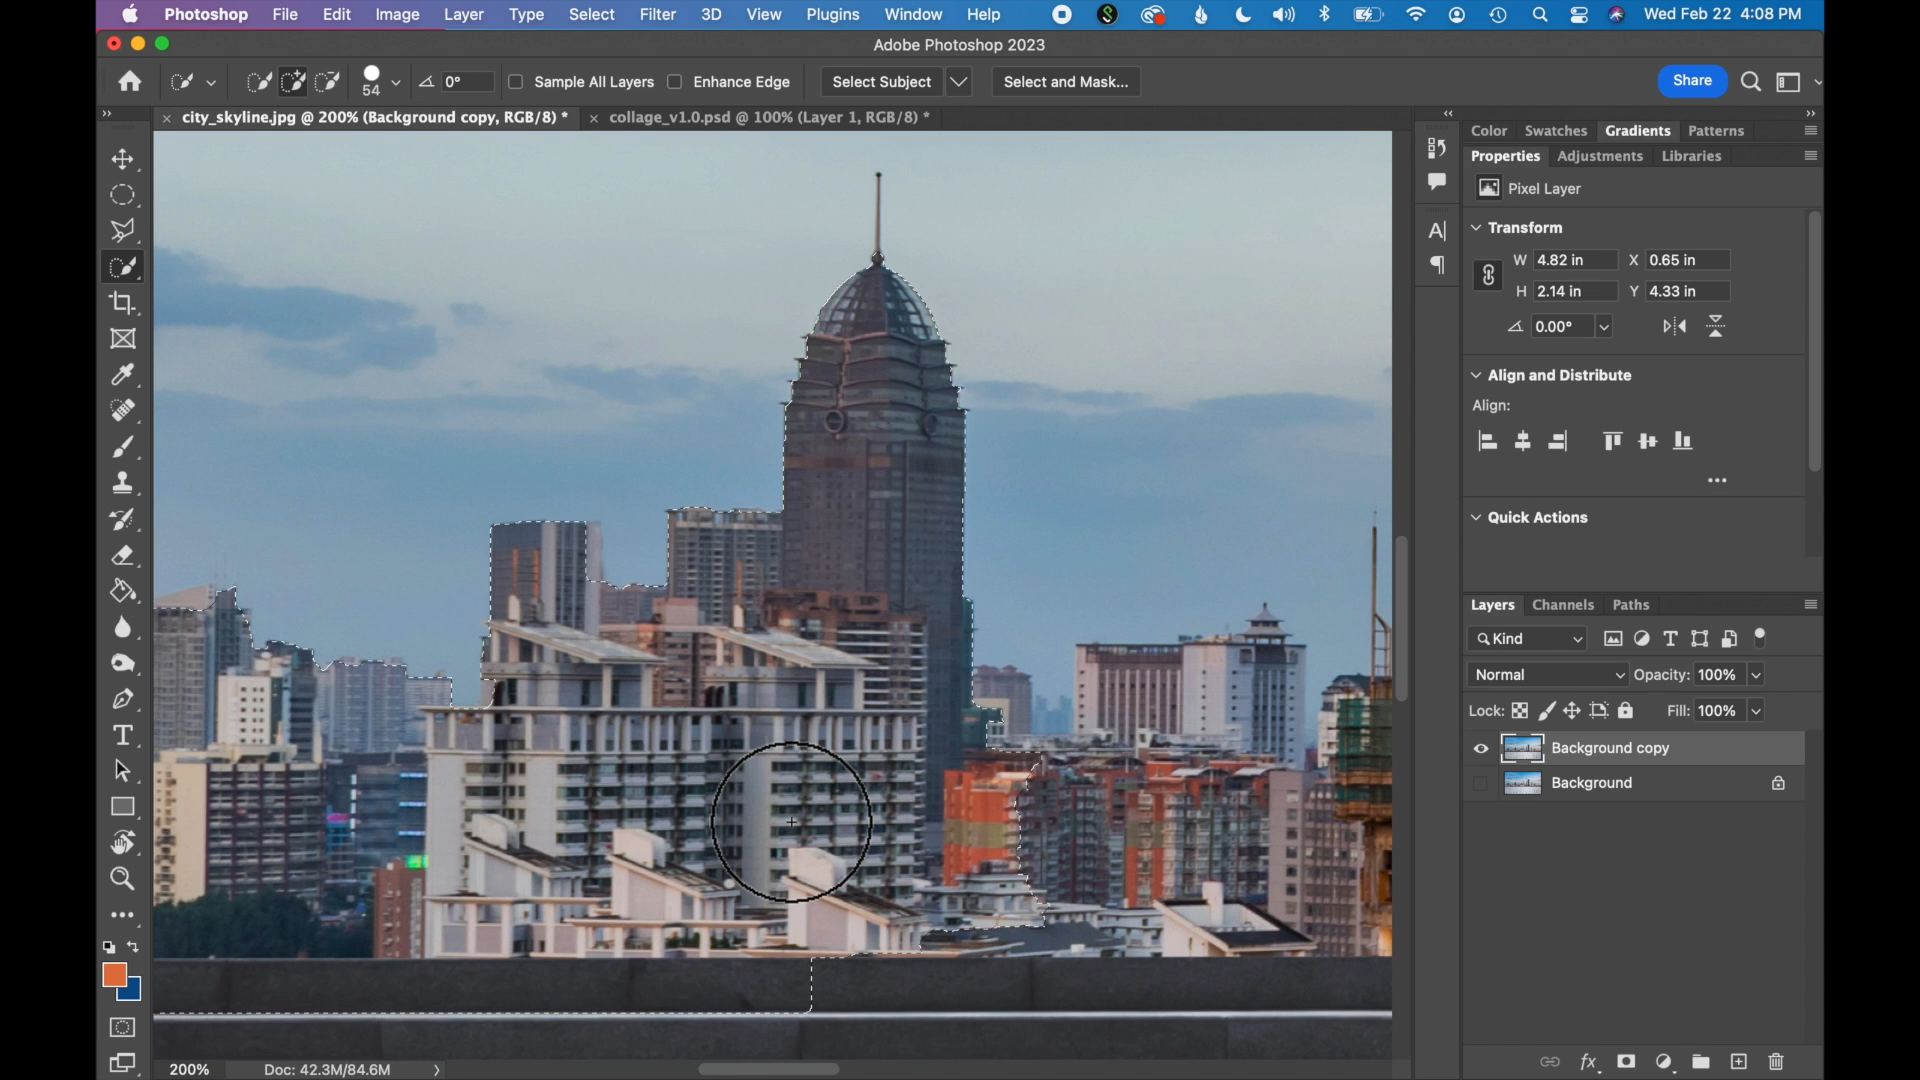 Photoshop File Edit Image Layer Type Select Filter 3D View Plugins Window Help Wed Feb 22 4:08 PM
Adobe Photoshop 2023
54 0° Sample All Layers Enhance Edge Select Subject Select and Mask... Share
city_skyline.jpg @ 200% (Background copy, RGB/8) * collage_v1.0.psd @ 100% (Layer 1, RGB/8) *
Color Swatches Gradients Patterns
Properties Adjustments Libraries
Pixel Layer
Transform
W 4.82 in X 0.65 in
H 2.14 in Y 4.33 in
0.00°
Align and Distribute
Align:
Quick Actions
Layers Channels Paths
Kind
Normal Opacity: 100%
Lock: Fill: 100%
Background copy
Background
200% Doc: 42.3M/84.6M